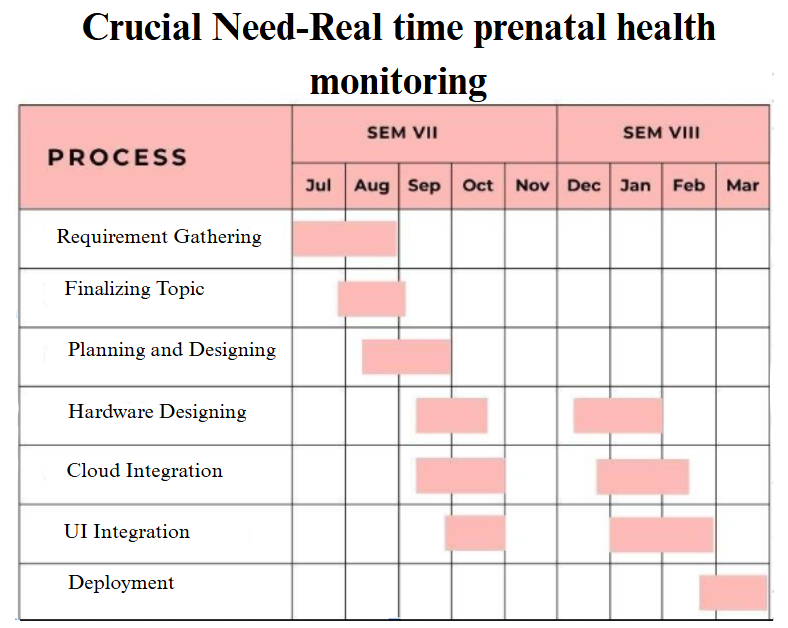 Crucial Need-Real time prenatal health
monitoring
PROCESS
SEM VII
SEM VIII
Jul Aug Sep Oct Nov Dec Jan Feb Mar
Requirement Gathering
Finalizing Topic
Planning and Designing
Hardware Designing
Cloud Integration
UI Integration
Deployment